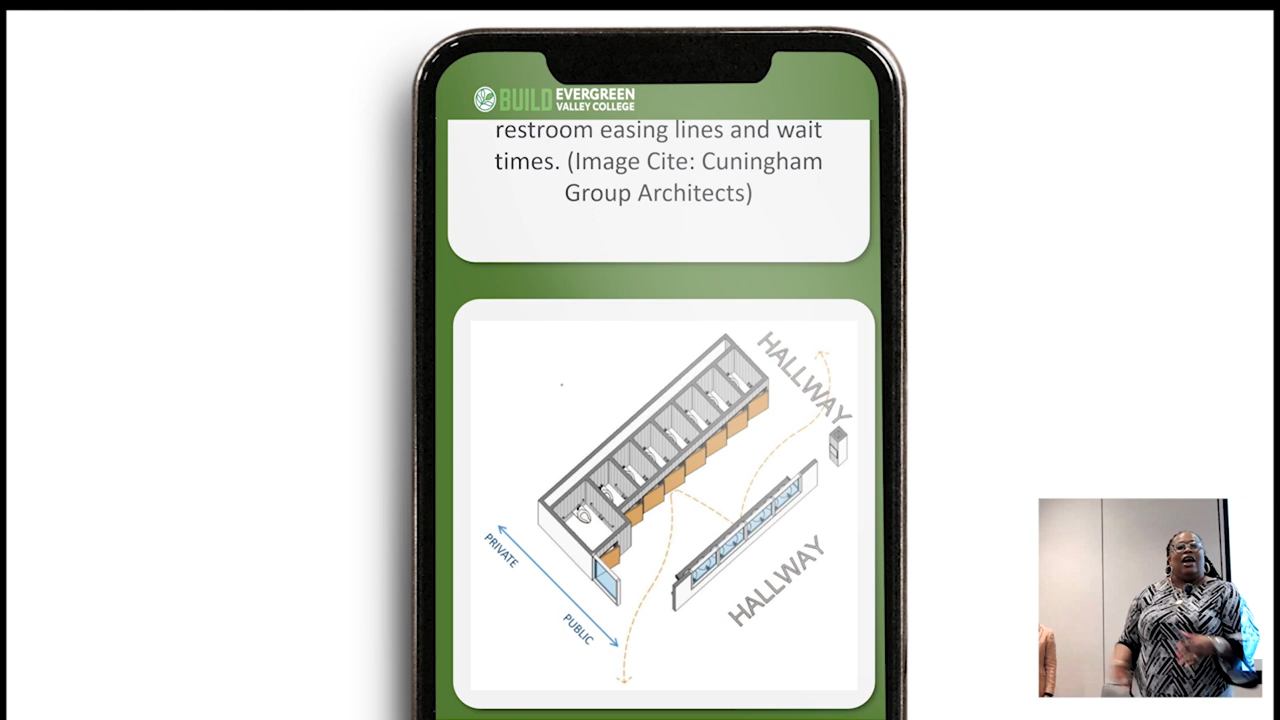 BUILD EVERGREEN
VALLEY COLLEGE
restroom easing lines and wait
times. (Image Cite: Cuningham
Group Architects)
HALLWAY
PRIVATE
HALLWAY
PUBLIC